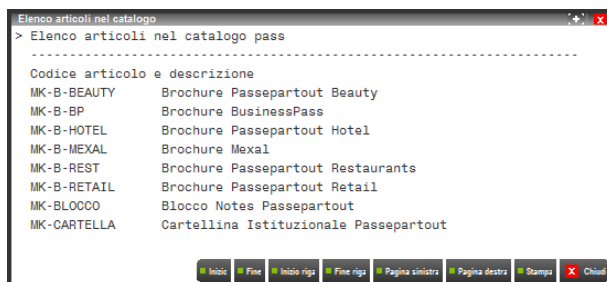 Elenco articoli nel catalogo
> Elenco articoli nel catalogo pass
----------------------------------------------------------------------
Codice articolo e descrizione
MK-B-BEAUTY Brochure Passepartout Beauty
MK-B-BP Brochure BusinessPass
MK-B-HOTEL Brochure Passepartout Hotel
MK-B-MEXAL Brochure Mexal
MK-B-REST Brochure Passepartout Restaurants
MK-B-RETAIL Brochure Passepartout Retail
MK-BLOCCO Blocco Notes Passepartout
MK-CARTELLA Cartellina Istituzionale Passepartout
Inizio Fine Inizio riga Fine riga Pagina sinistra Pagina destra Stampa X Chiudi